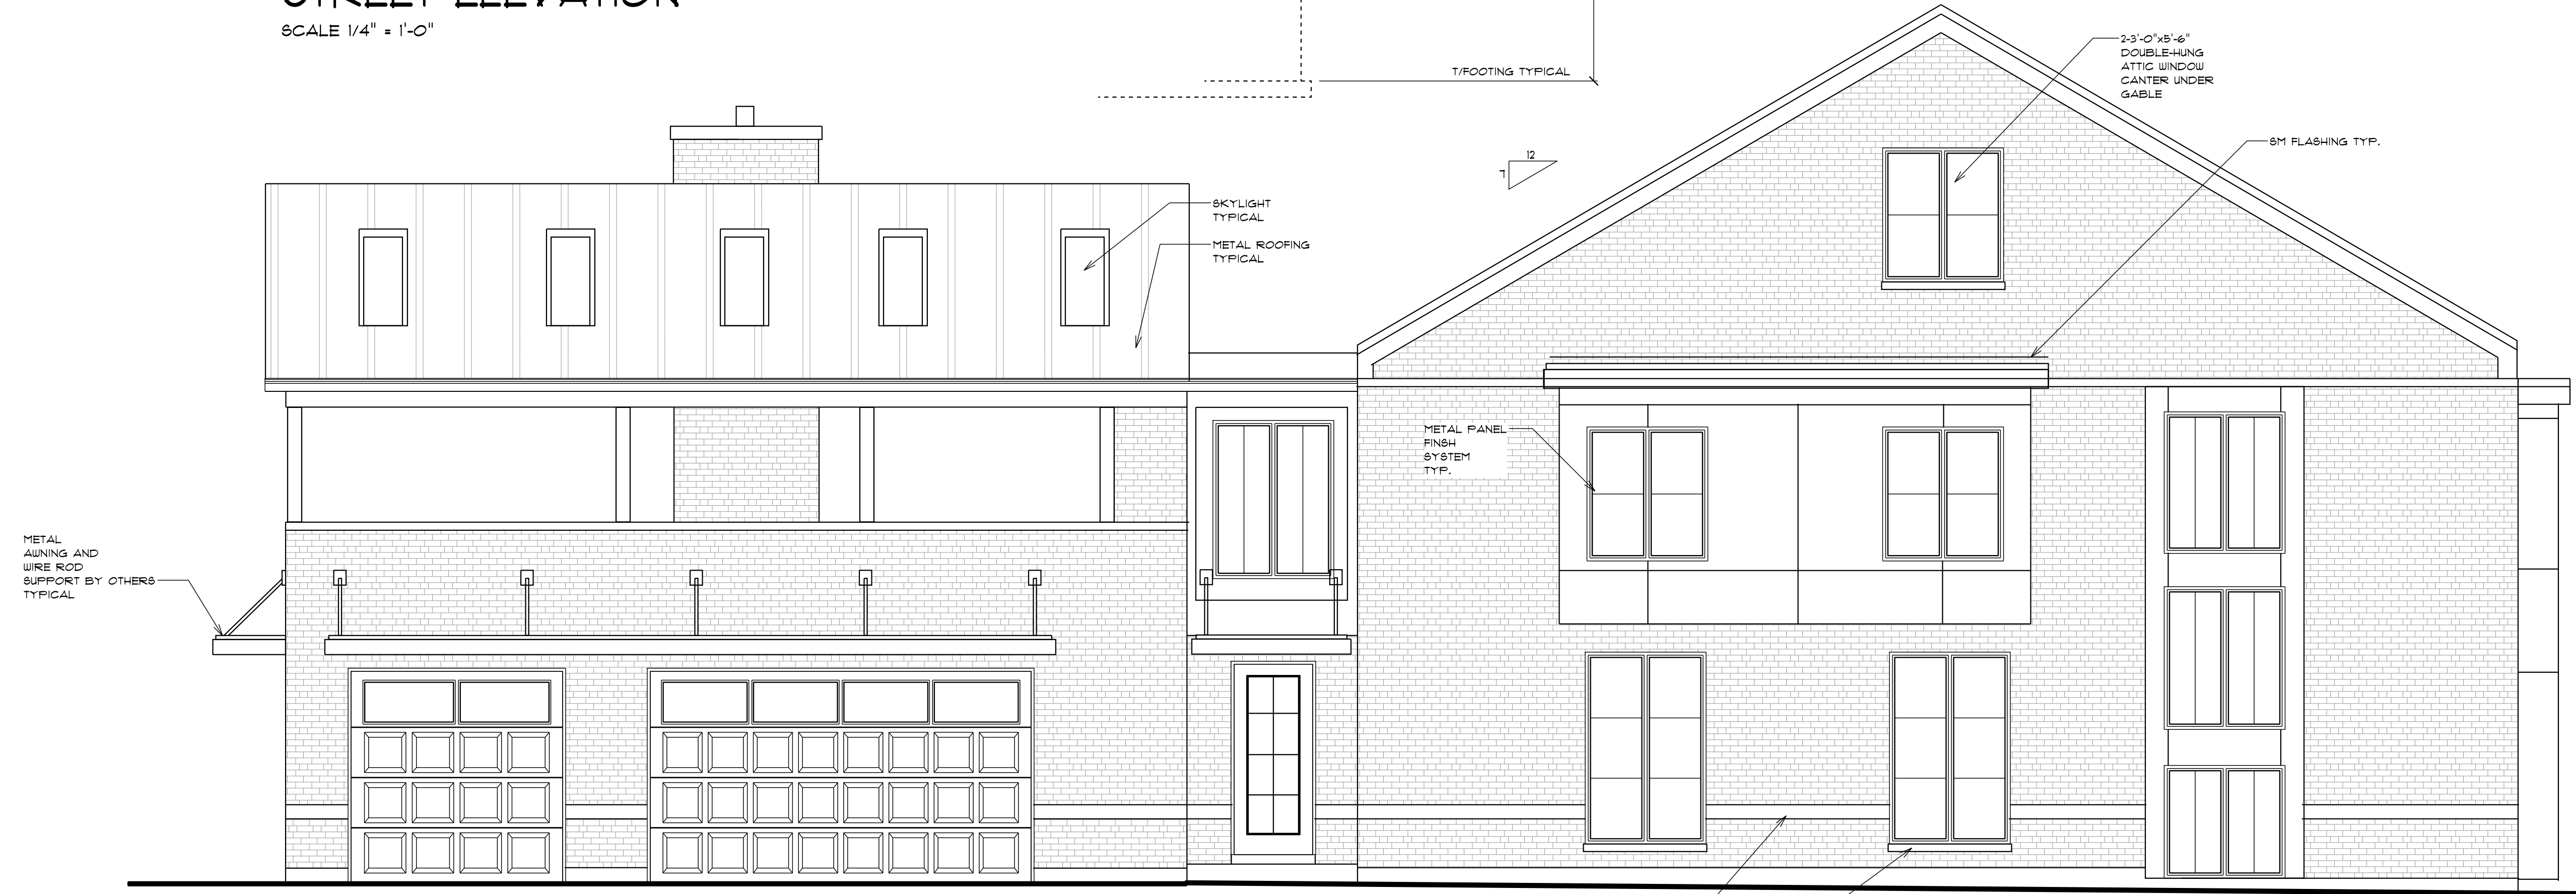 STREET ELEVATION
SCALE 1/4" = 1'-0"
T/FOOTING TYPICAL
2-3'-0"x5'-6"
DOUBLE-HUNG
ATTIC WINDOW
CANTER UNDER
GABLE
SM FLASHING TYP.
12
7
SKYLIGHT
TYPICAL
METAL ROOFING
TYPICAL
METAL PANEL
FINSH
SYSTEM
TYP.
METAL
AWNING AND
WIRE ROD
SUPPORT BY OTHERS
TYPICAL